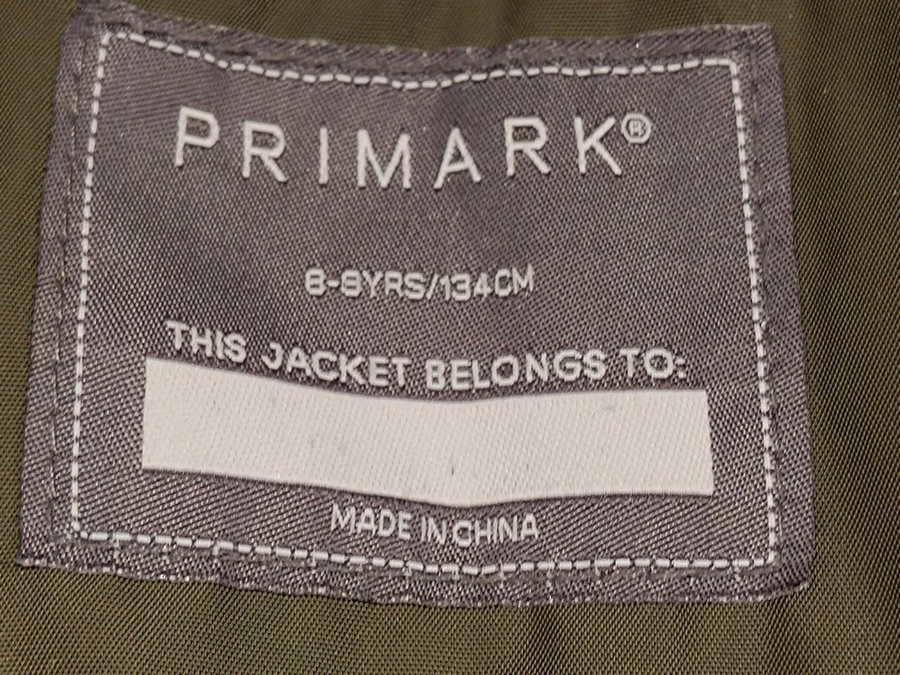 PRIMARK®
8-9YRS/134CM
THIS JACKET BELONGS TO:
MADE IN CHINA